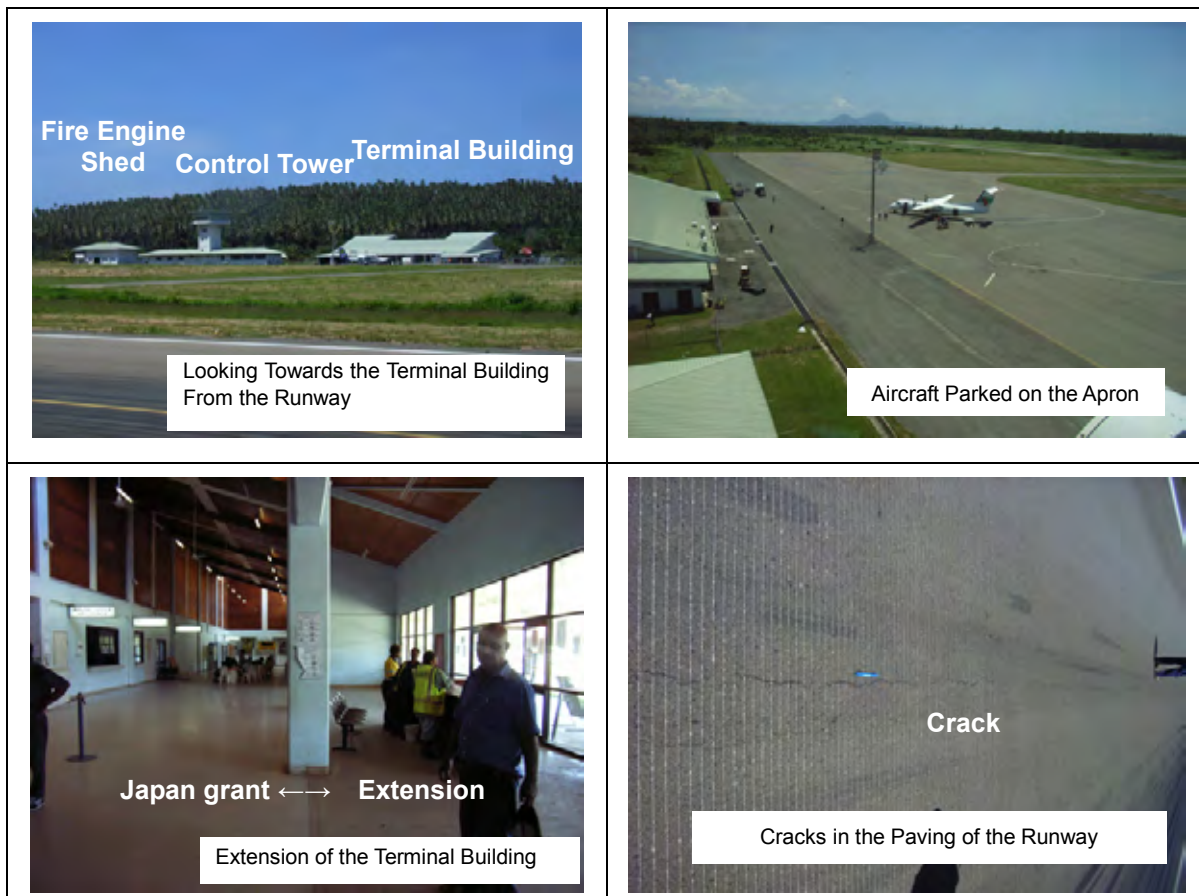 Fire Engine
Shed
Control Tower
Terminal Building
Looking Towards the Terminal Building
From the Runway
Aircraft Parked on the Apron
Japan grant ←→ Extension
Extension of the Terminal Building
Crack
Cracks in the Paving of the Runway